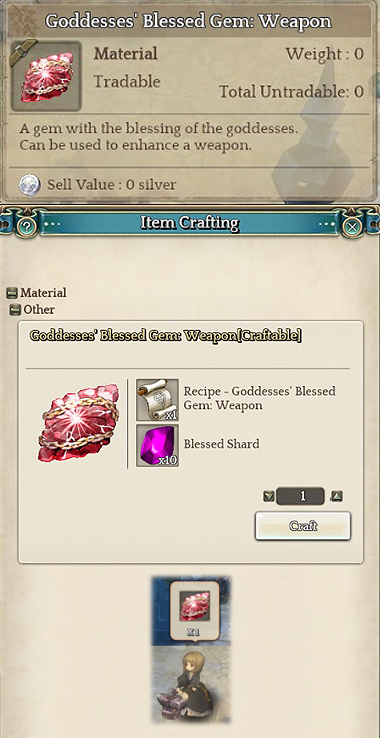 Goddesses' Blessed Gem: Weapon
Material
Weight : 0
Tradable
Total Untradable: 0
A gem with the blessing of the goddesses.
Can be used to enhance a weapon.
Sell Value : 0 silver
?
Item Crafting
Material
Other
Goddesses' Blessed Gem: Weapon[Craftable]
x1
Recipe - Goddesses' Blessed
Gem: Weapon
x10
Blessed Shard
1
Craft
X 1